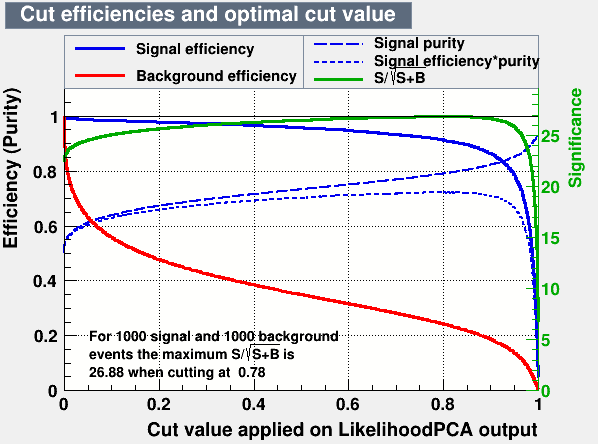 Cut efficiencies and optimal cut value
Signal efficiency
Background efficiency
Signal purity
Signal efficiency*purity
S/√S+B
Efficiency (Purity)
1
0.8
0.6
0.4
0.2
0
25
20
15
10
5
0
Significance
For 1000 signal and 1000 background
events the maximum S/√S+B is
26.88 when cutting at 0.78
0 0.2 0.4 0.6 0.8 1
Cut value applied on LikelihoodPCA output